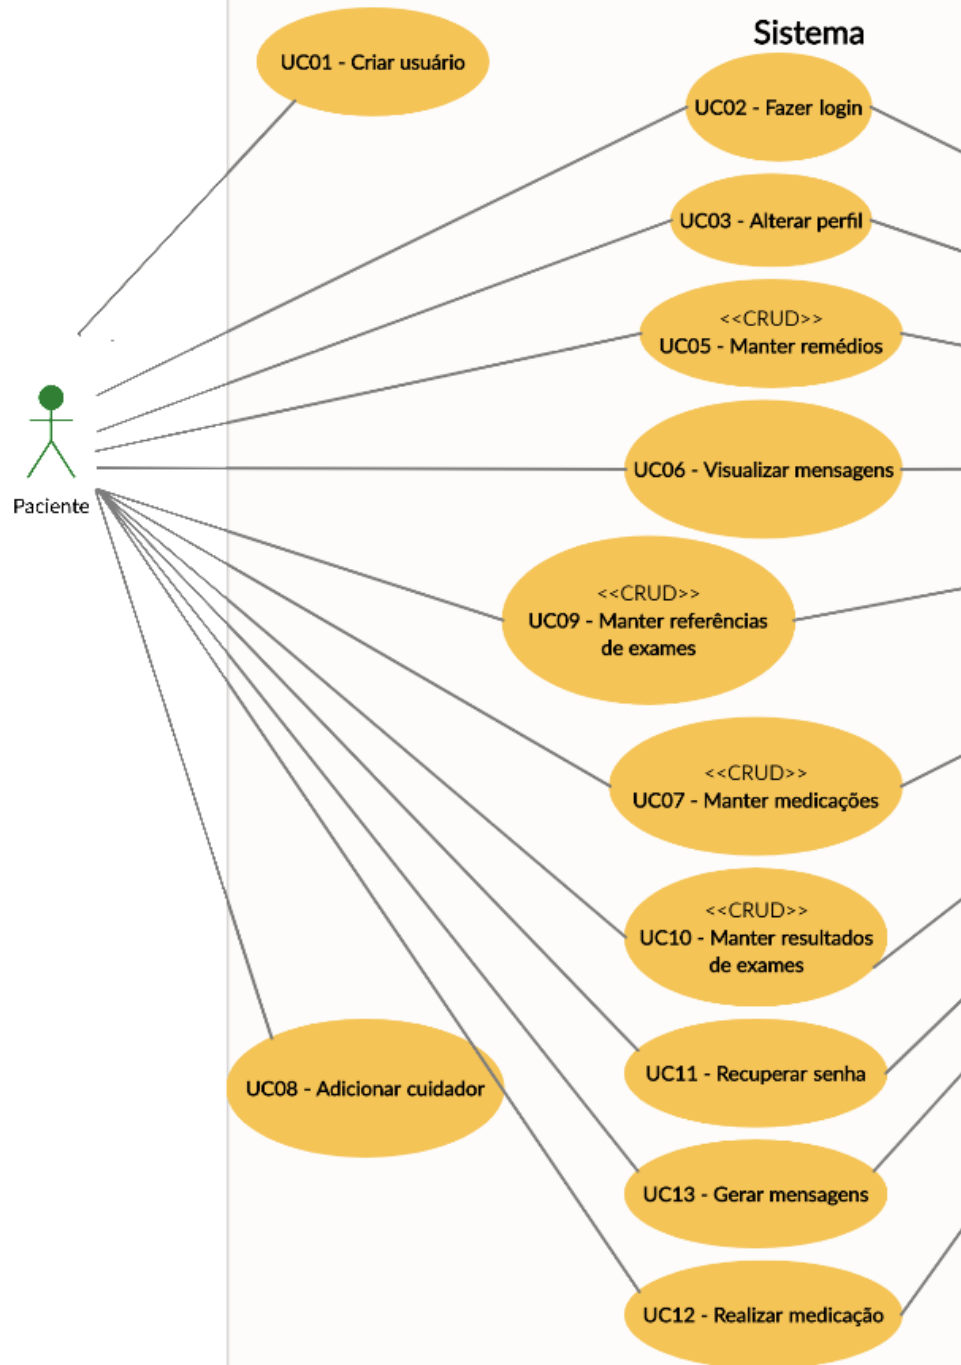 Sistema
UC01 - Criar usuário
UC02 - Fazer login
UC03 - Alterar perfil
<<CRUD>>
UC05 - Manter remédios
UC06 - Visualizar mensagens
Paciente
<<CRUD>>
UC09 - Manter referências
de exames
<<CRUD>>
UC07 - Manter medicações
<<CRUD>>
UC10 - Manter resultados
de exames
UC11 - Recuperar senha
UC08 - Adicionar cuidador
UC13 - Gerar mensagens
UC12 - Realizar medicação